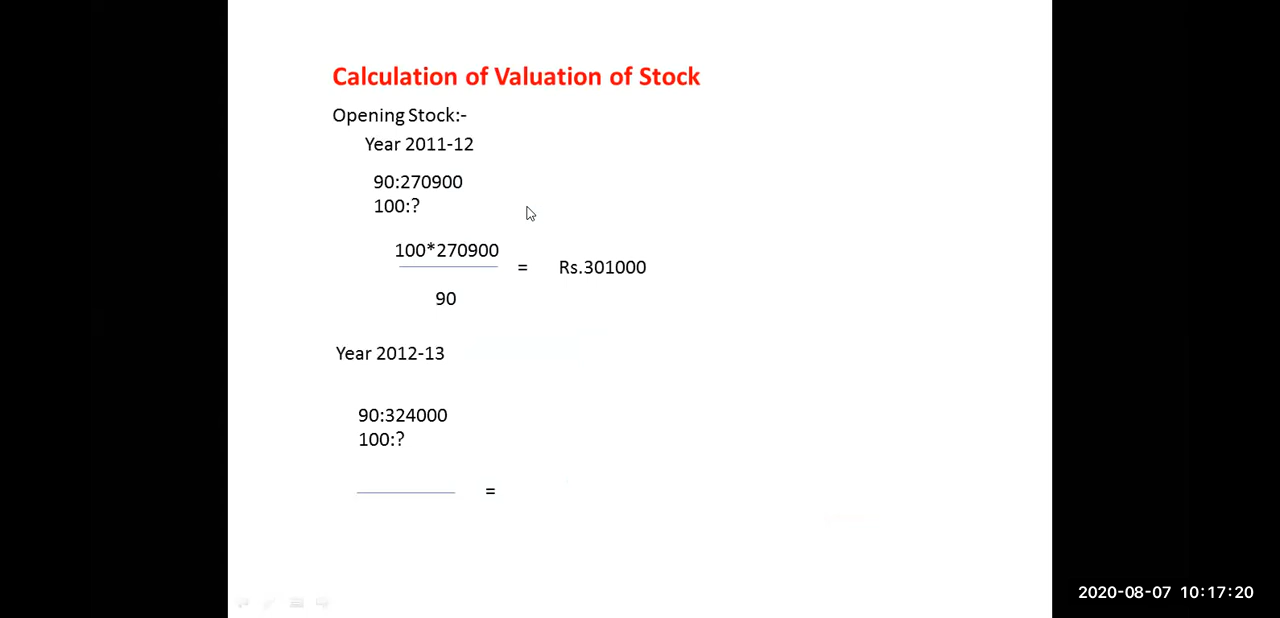 Calculation of Valuation of Stock
Opening Stock:-
Year 2011-12
90:270900
100:?
100*270900
= Rs.301000
90
Year 2012-13
90:324000
100:?
=
2020-08-07 10:17:20